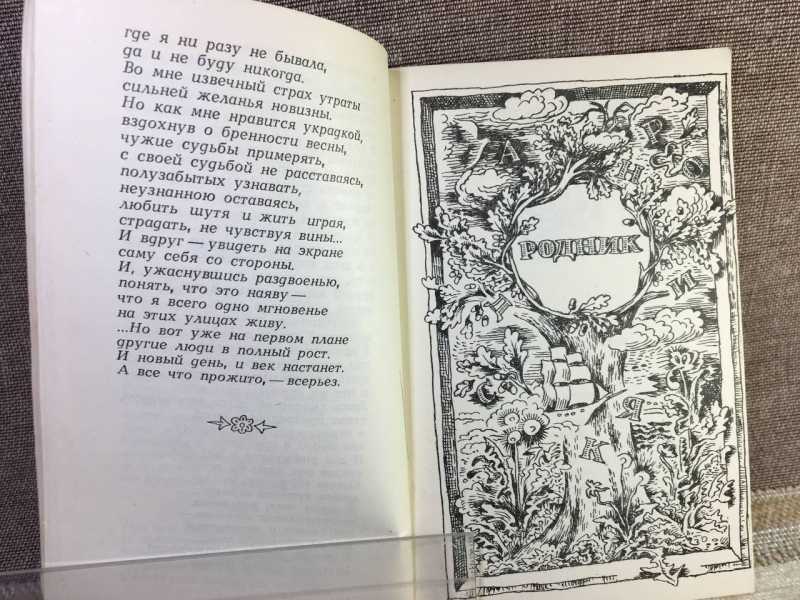 где я ни разу не бывала,
да и не буду никогда.
Во мне извечный страх утраты
сильней желанья новизны.
Но как мне нравится украдкой,
вздохнув о бренности весны,
чужие судьбы примерять,
с своей судьбой не расставаясь,
полузабытых узнавать,
неузнанною оставаясь,
любить шутя и жить играя,
страдать, не чувствуя вины...
И вдруг — увидеть на экране
саму себя со стороны.
И, ужаснувшись раздвоенью,
понять, что это наяву —
что я всего одно мгновенье
на этих улицах живу.
...Но вот уже на первом плане
другие люди в полный рост.
И новый день, и век настанет.
А все что прожито, — всерьез.
А Р
Н
РОДНИК
Д И
Я
К